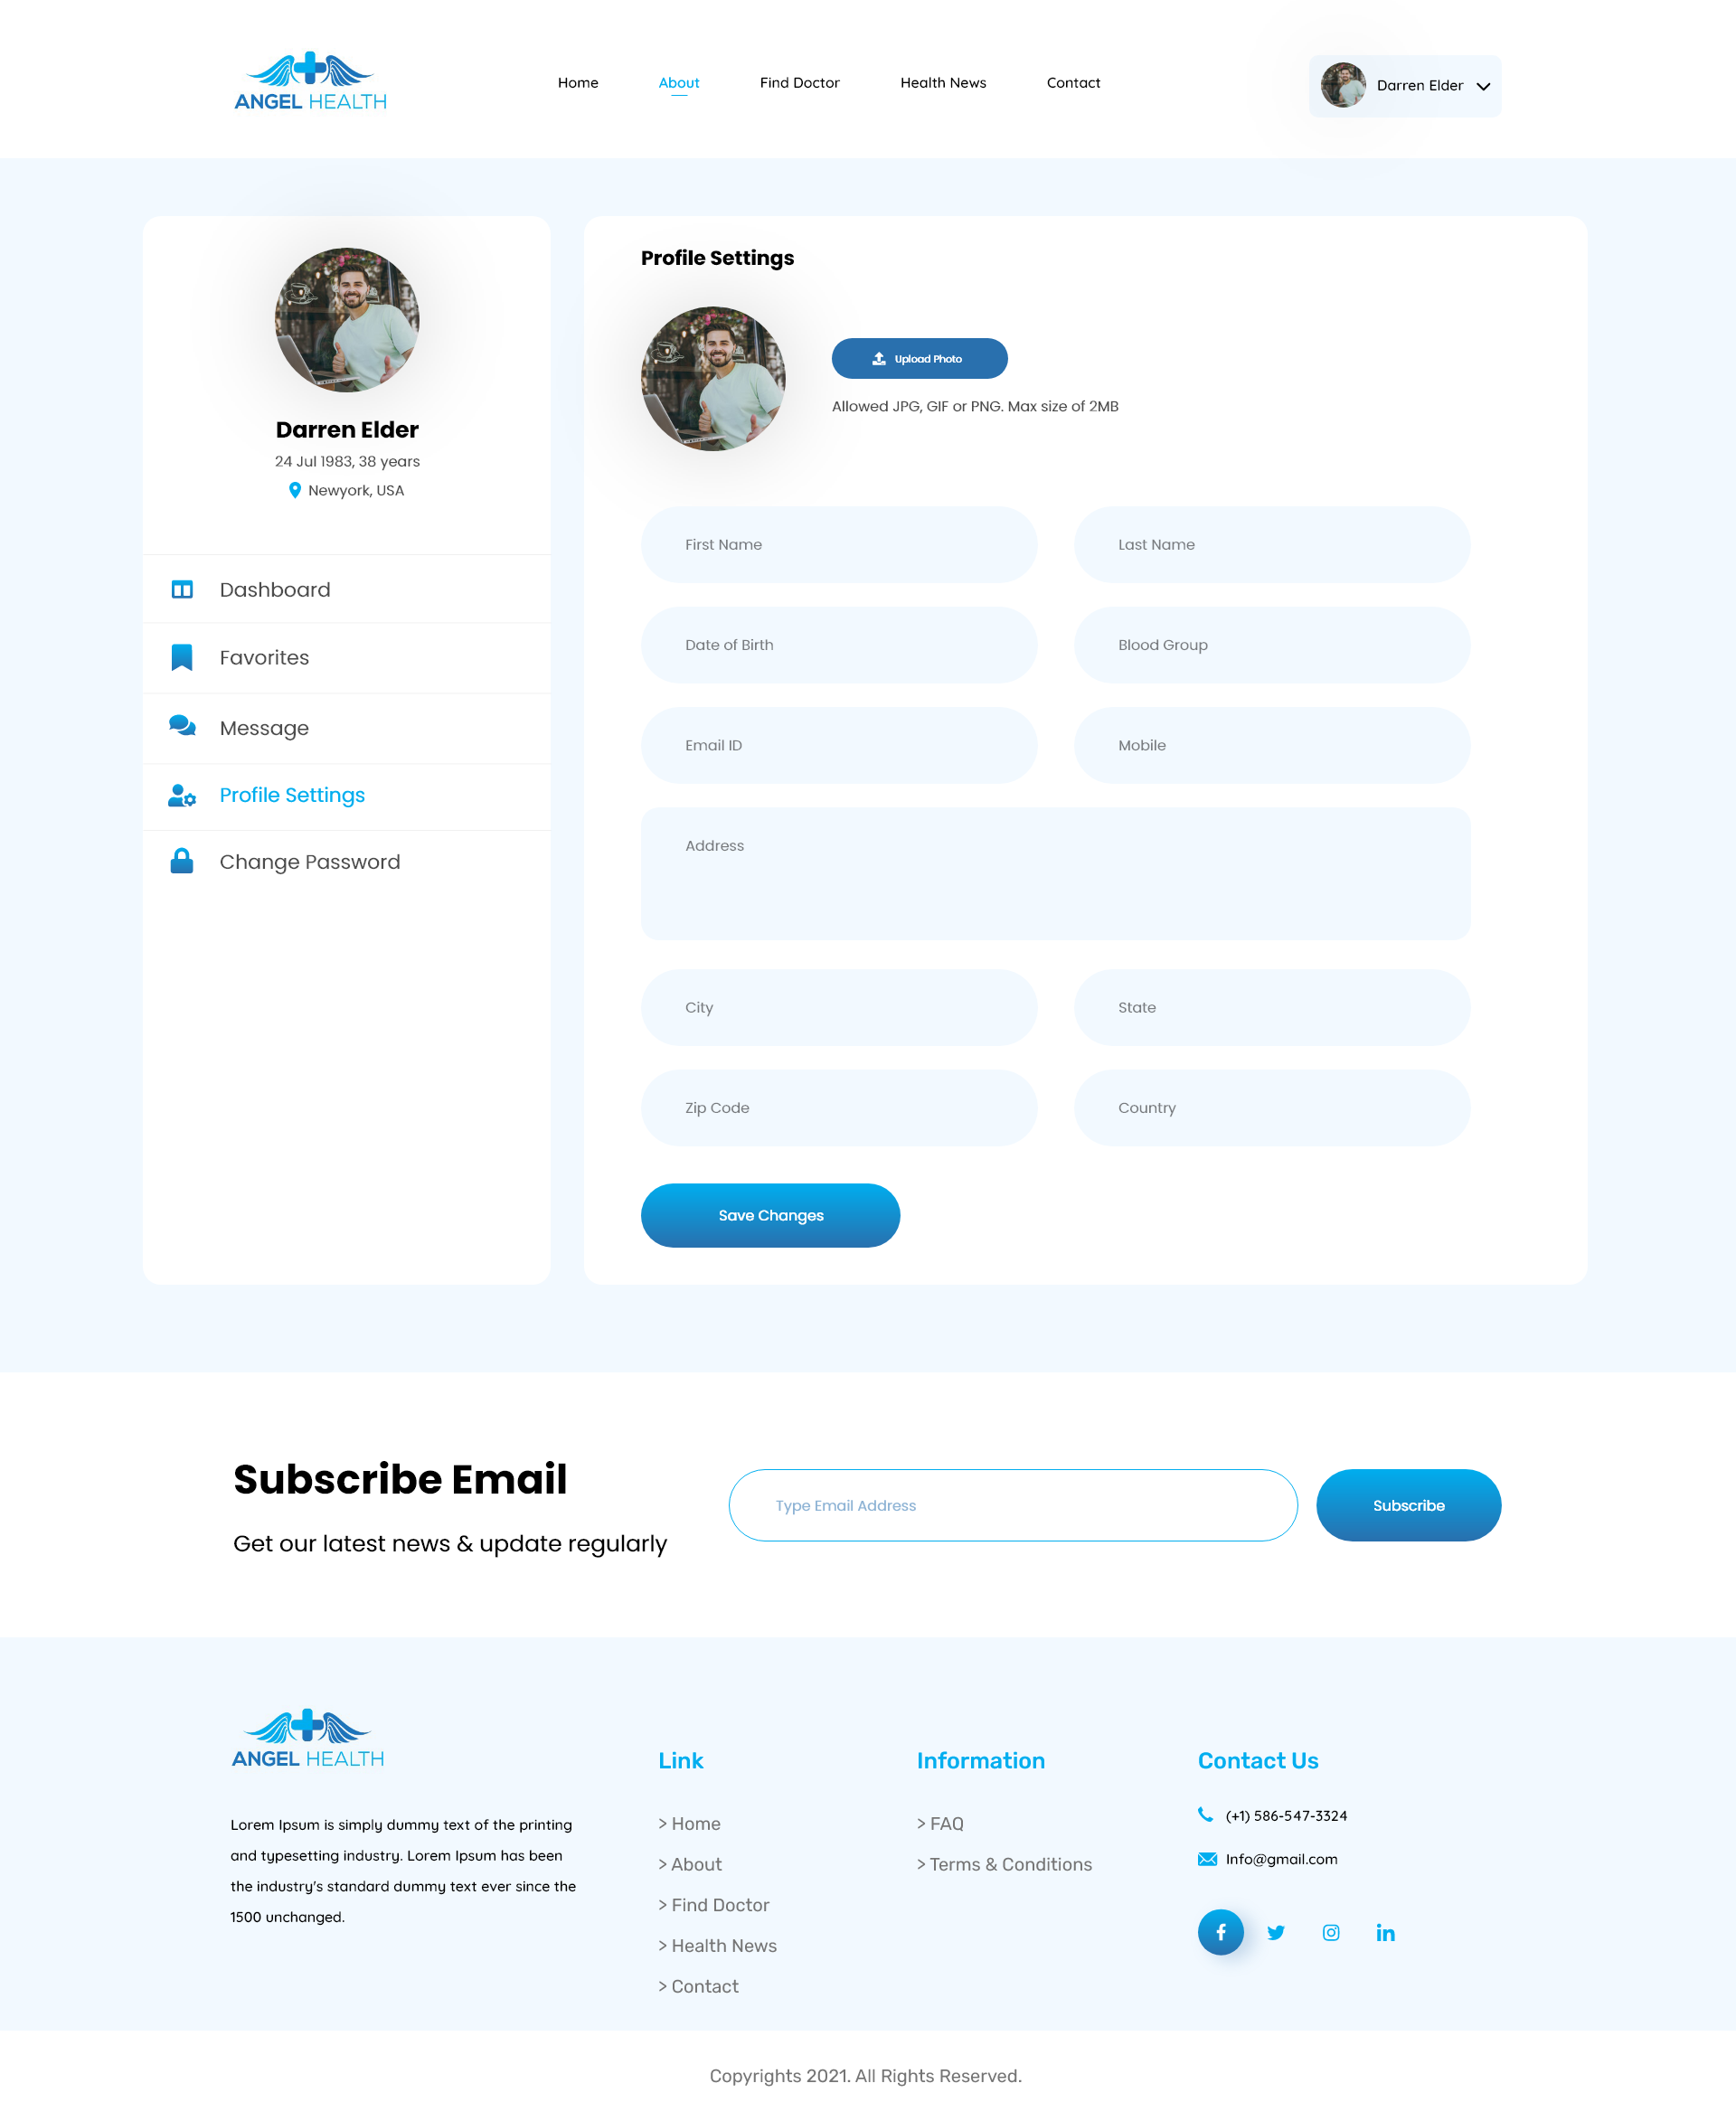 ANGEL HEALTH
Home
About
Find Doctor
Health News
Contact
Darren Elder
Darren Elder
24 Jul 1983, 38 years
Newyork, USA
Dashboard
Favorites
Message
Profile Settings
Change Password
Profile Settings
Upload Photo
Allowed JPG, GIF or PNG. Max size of 2MB
First Name
Last Name
Date of Birth
Blood Group
Email ID
Mobile
Address
City
State
Zip Code
Country
Save Changes
Subscribe Email
Get our latest news & update regularly
Type Email Address
Subscribe
ANGEL HEALTH
Lorem Ipsum is simply dummy text of the printing
and typesetting industry. Lorem Ipsum has been
the industry's standard dummy text ever since the
1500 unchanged.
Link
> Home
> About
> Find Doctor
> Health News
> Contact
Information
> FAQ
> Terms & Conditions
Contact Us
(+1) 586-547-3324
Info@gmail.com
Copyrights 2021. All Rights Reserved.